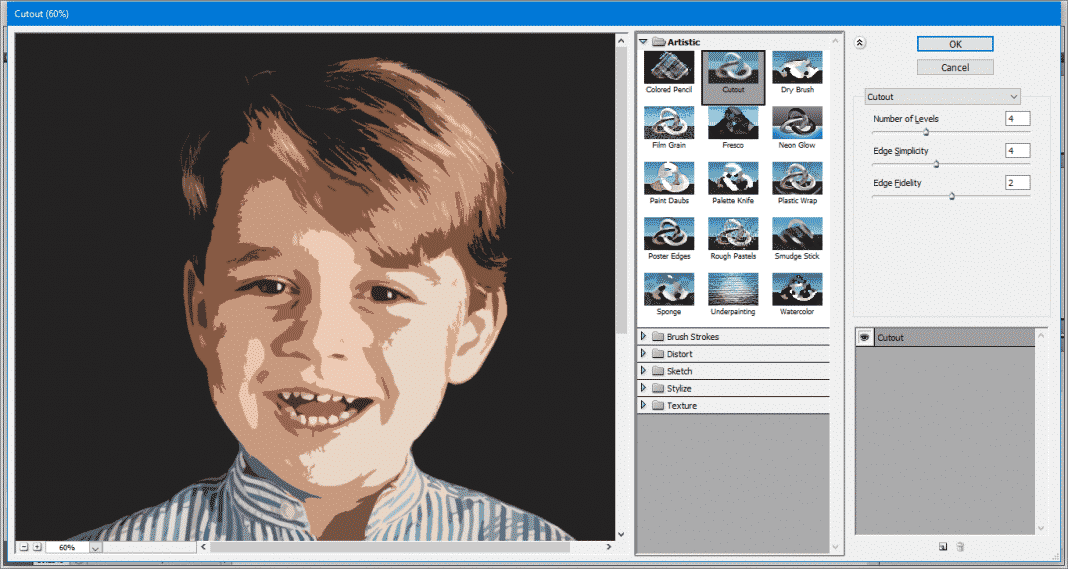 Cutout (60%)
Artistic
Colored Pencil
Cutout
Dry Brush
Film Grain
Fresco
Neon Glow
Paint Daubs
Palette Knife
Plastic Wrap
Poster Edges
Rough Pastels
Smudge Stick
Sponge
Underpainting
Watercolor
Brush Strokes
Distort
Sketch
Stylize
Texture
OK
Cancel
Cutout
Number of Levels 4
Edge Simplicity 4
Edge Fidelity 2
Cutout
60%